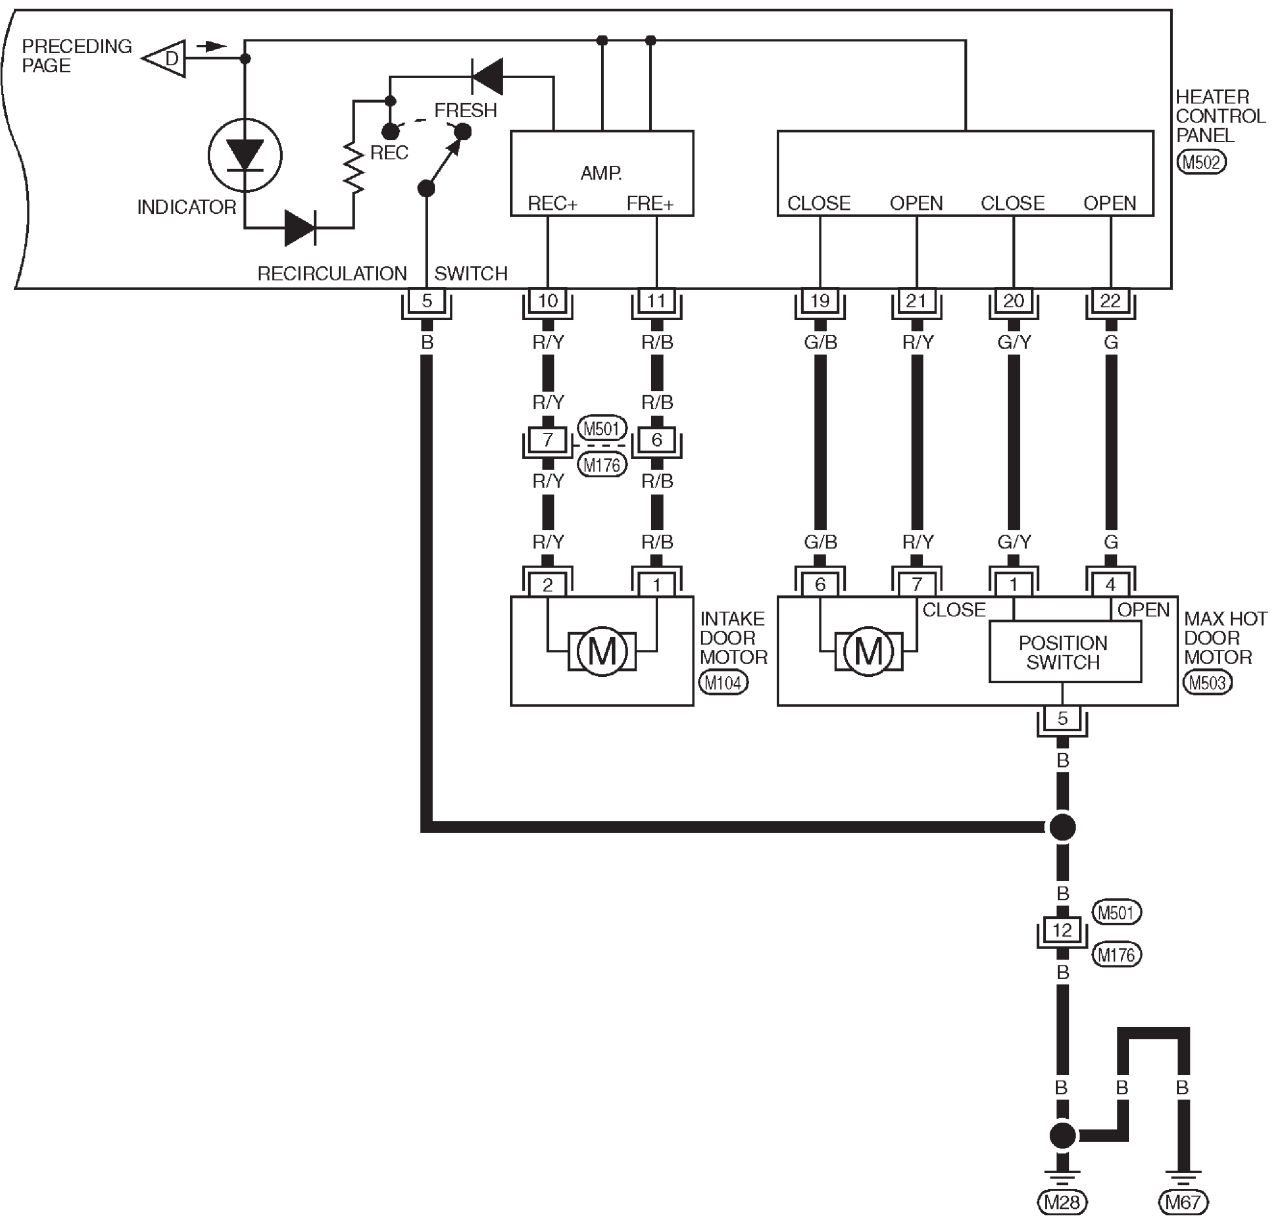 PRECEDING
PAGE
D
FRESH
REC
INDICATOR
AMP.
REC+ FRE+
CLOSE OPEN CLOSE OPEN
HEATER
CONTROL
PANEL
M502
RECIRCULATION SWITCH
5 10 11 19 21 20 22
B R/Y R/B G/B R/Y G/Y G
R/Y R/B
7 M501 6
M176
R/Y R/B
R/Y R/B G/B R/Y G/Y G
2 1 6 7 1 4
CLOSE OPEN
M
INTAKE
DOOR
MOTOR
M104
M
POSITION
SWITCH
MAX HOT
DOOR
MOTOR
M503
5
B
B
M501
12
M176
B
B B B
M28 M67